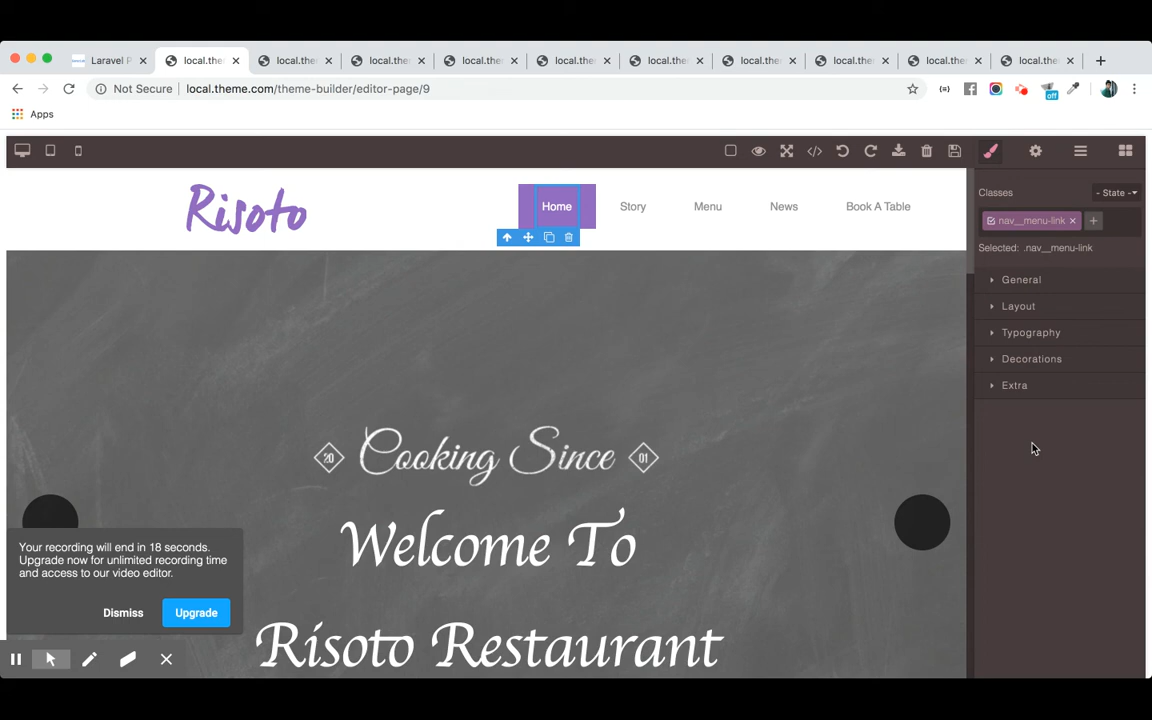 Laravel P
local.the
local.the
local.the
local.the
local.the
local.the
local.the
local.the
local.the
local.the
Not Secure
local.theme.com/theme-builder/editor-page/9
off
Apps
Risoto
Home
Story
Menu
News
Book A Table
Classes
- State -
nav__menu-link
Selected: .nav__menu-link
General
Layout
Typography
Decorations
Extra
20 Cooking Since 01
Welcome To
Risoto Restaurant
Your recording will end in 18 seconds.
Upgrade now for unlimited recording time
and access to our video editor.
Dismiss
Upgrade